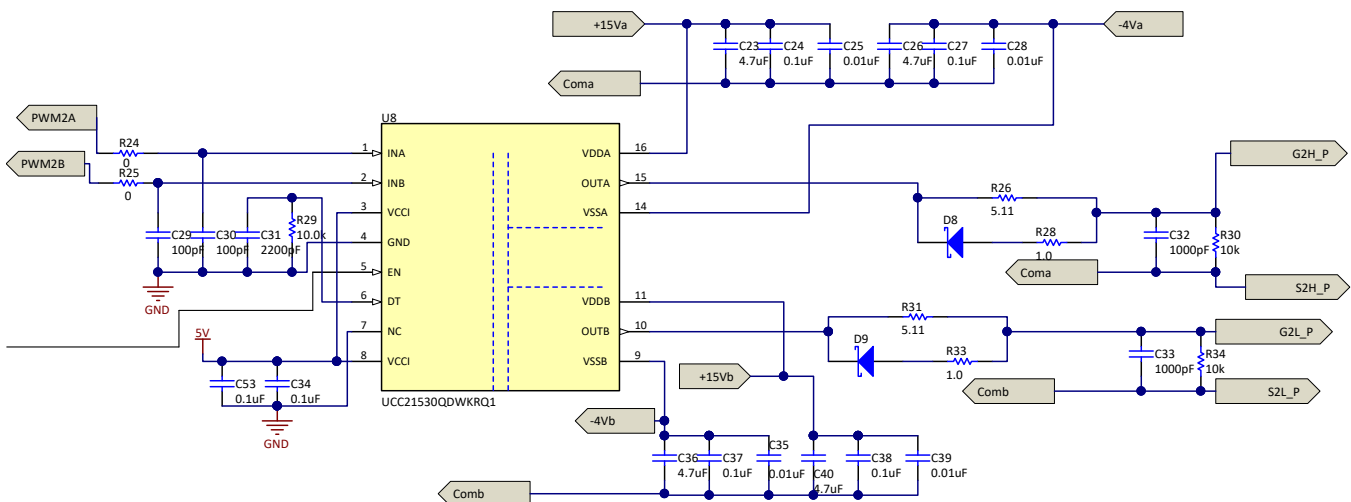 +15Va
-4Va
C23
4.7uF
C24
0.1uF
C25
0.01uF
C26
4.7uF
C27
0.1uF
C28
0.01uF
Coma
PWM2A
PWM2B
R24
0
R25
0
U8
1 INA
2 INB
3 VCCI
4 GND
5 EN
6 DT
7 NC
8 VCCI
VDDA 16
OUTA 15
VSSA 14
VDDB 11
OUTB 10
VSSB 9
UCC21530QDWKRQ1
C29
100pF
C30
100pF
C31
2200pF
R29
10.0k
GND
5V
C53
0.1uF
C34
0.1uF
GND
R26
5.11
D8
R28
1.0
C32
1000pF
R30
10k
G2H_P
Coma
S2H_P
R31
5.11
D9
R33
1.0
C33
1000pF
R34
10k
G2L_P
Comb
S2L_P
+15Vb
-4Vb
C36
4.7uF
C37
0.1uF
C35
0.01uF
C40
4.7uF
C38
0.1uF
C39
0.01uF
Comb